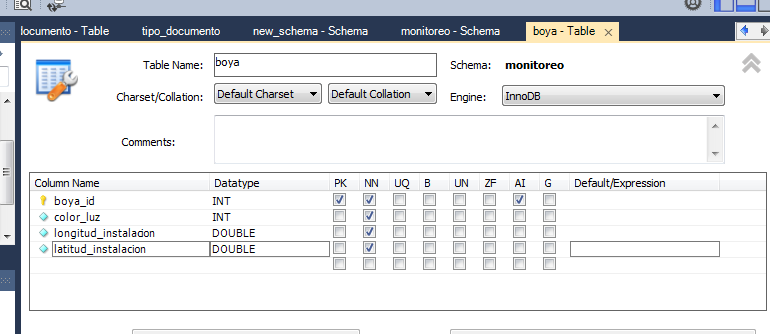 ocumento - Table tipo_documento new_schema - Schema monitoreo - Schema boya - Table
Table Name: boya Schema: monitoreo
Charset/Collation: Default Charset Default Collation Engine: InnoDB
Comments:
Column Name Datatype PK NN UQ B UN ZF AI G Default/Expression
boya_id INT
color_luz INT
longitud_instalacion DOUBLE
latitud_instalacion DOUBLE